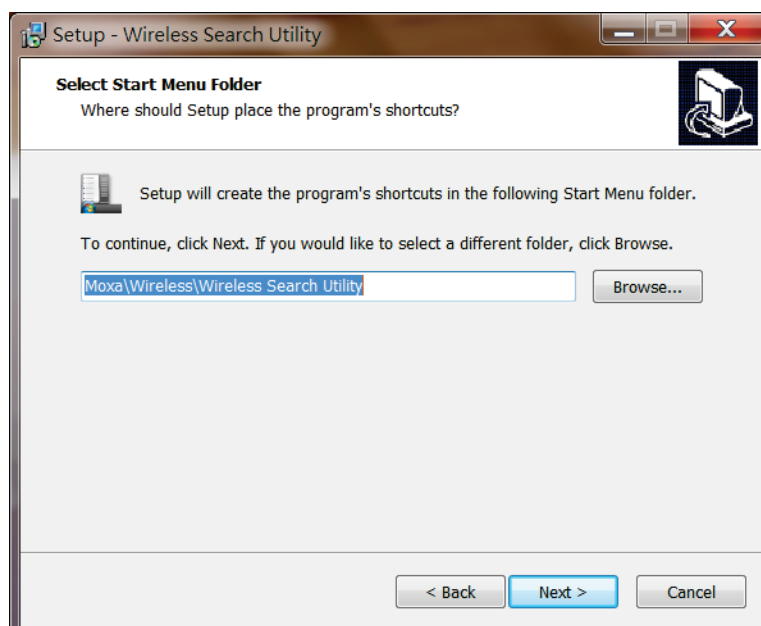 Setup - Wireless Search Utility
Select Start Menu Folder
Where should Setup place the program's shortcuts?
Setup will create the program's shortcuts in the following Start Menu folder.
To continue, click Next. If you would like to select a different folder, click Browse.
Moxa\Wireless\Wireless Search Utility
Browse...
< Back
Next >
Cancel